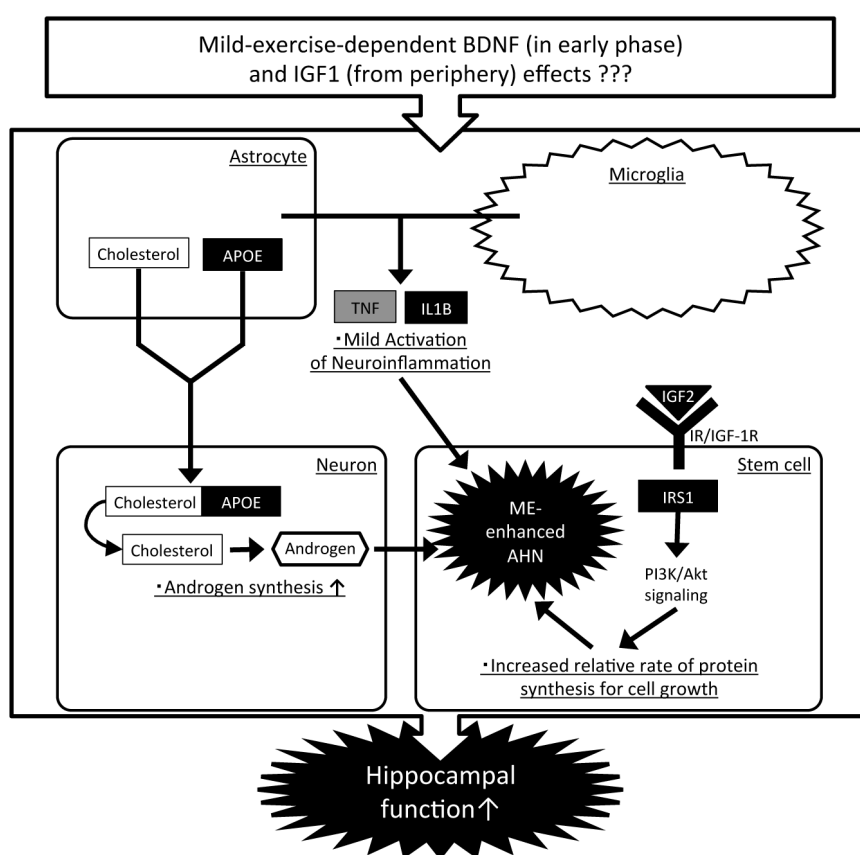 Mild-exercise-dependent BDNF (in early phase)
and IGF1 (from periphery) effects ???
Astrocyte
Microglia
Cholesterol
APOE
TNF
IL1B
・Mild Activation
of Neuroinflammation
IGF2
IR/IGF-1R
Neuron
Stem cell
Cholesterol APOE
Cholesterol
Androgen
・Androgen synthesis ↑
ME-
enhanced
AHN
IRS1
PI3K/Akt
signaling
・Increased relative rate of protein
synthesis for cell growth
Hippocampal
function↑